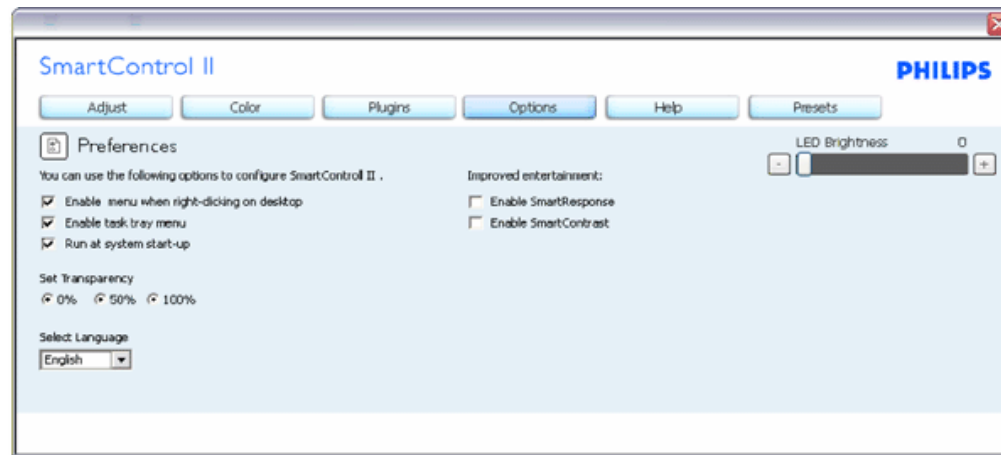 SmartControl II
PHILIPS
Adjust Color Plugins Options Help Presets
Preferences
LED Brightness 0
- +
You can use the following options to configure SmartControl II .
Improved entertainment:
Enable menu when right-clicking on desktop
Enable SmartResponse
Enable task tray menu
Enable SmartContrast
Run at system start-up
Set Transparency
0% 50% 100%
Select Language
English